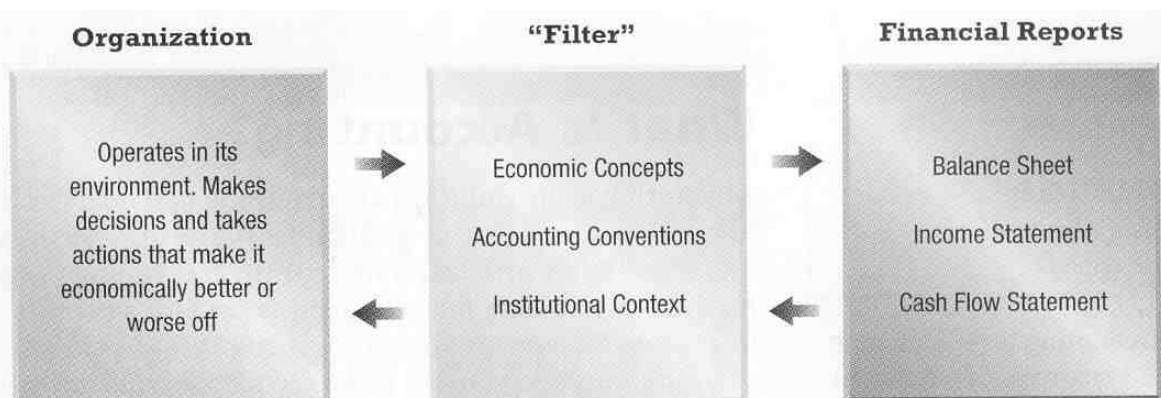 Organization
Operates in its
environment. Makes
decisions and takes
actions that make it
economically better or
worse off
"Filter"
Economic Concepts
Accounting Conventions
Institutional Context
Financial Reports
Balance Sheet
Income Statement
Cash Flow Statement